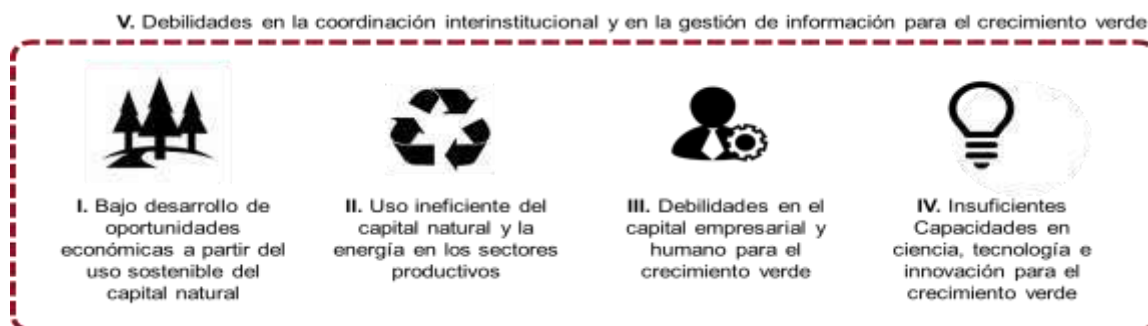 V. Debilidades en la coordinación interinstitucional y en la gestión de información para el crecimiento verde
I. Bajo desarrollo de
oportunidades
económicas a partir del
uso sostenible del
capital natural
II. Uso ineficiente del
capital natural y la
energía en los sectores
productivos
III. Debilidades en el
capital empresarial y
humano para el
crecimiento verde
IV. Insuficientes
Capacidades en
ciencia, tecnología e
innovación para el
crecimiento verde